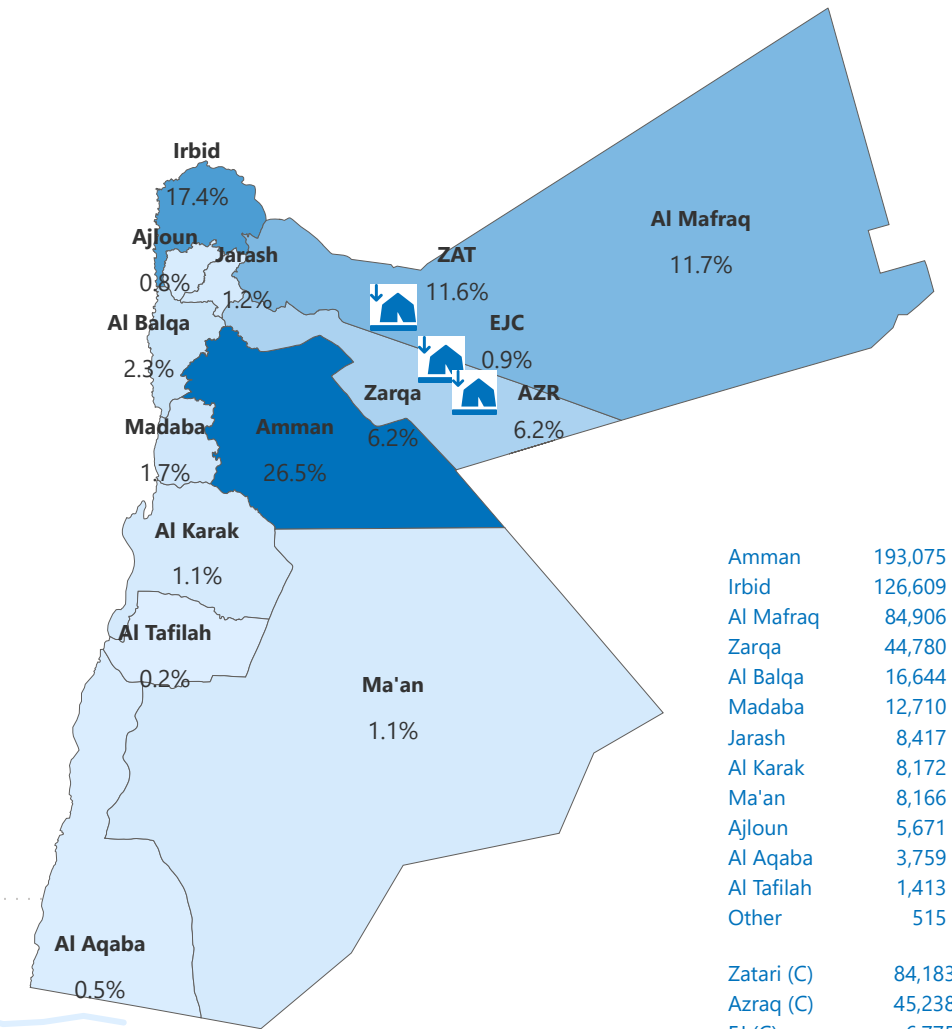 Irbid
17.4%
Ajloun
0.8%
Jarash
1.2%
ZAT
11.6%
Al Mafraq
11.7%
EJC
0.9%
Al Balqa
2.3%
Zarqa
6.2%
AZR
6.2%
Madaba
1.7%
Amman
26.5%
Al Karak
1.1%
Al Tafilah
0.2%
Ma'an
1.1%
Al Aqaba
0.5%
Amman 193,075
Irbid 126,609
Al Mafraq 84,906
Zarqa 44,780
Al Balqa 16,644
Madaba 12,710
Jarash 8,417
Al Karak 8,172
Ma'an 8,166
Ajloun 5,671
Al Aqaba 3,759
Al Tafilah 1,413
Other 515
Zatari (C) 84,183
Azraq (C) 45,238